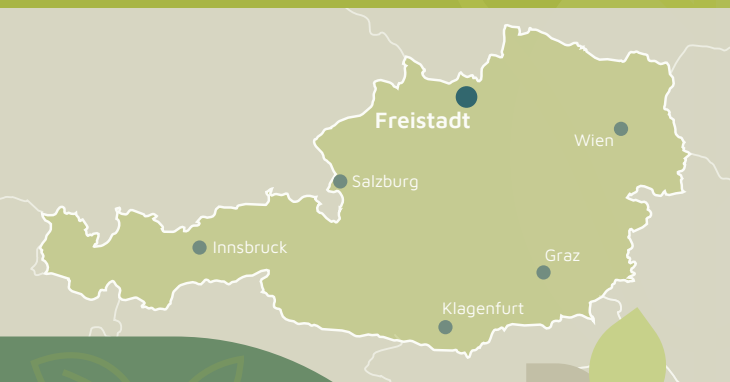 Freistadt
Wien
Salzburg
Innsbruck
Graz
Klagenfurt